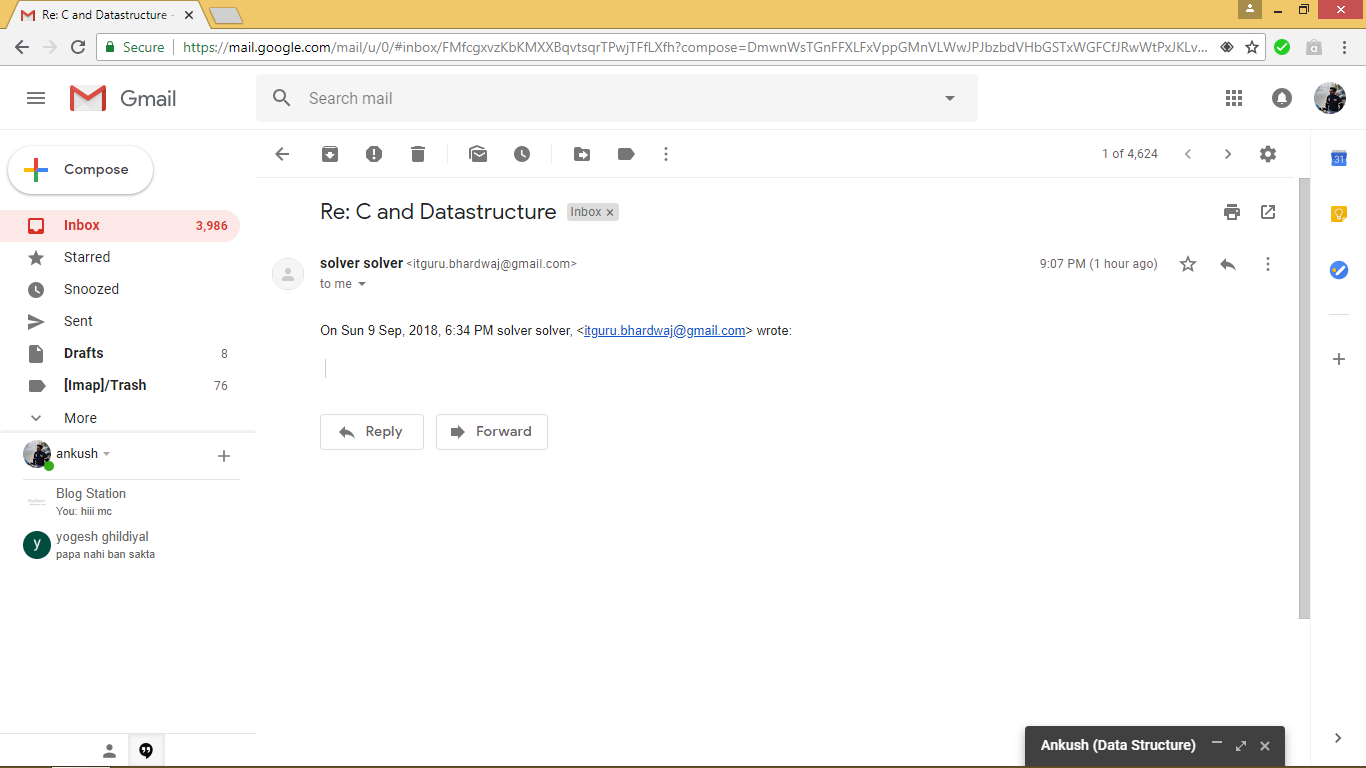 Re: C and Datastructure -
Secure
https://mail.google.com/mail/u/0/#inbox/FMfcgxvzKbKMXXBqvtsqrTPwjTFfLXfh?compose=DmwnWsTGnFFXLFxVppGMnVLWwJPJbzbdVHbGSTxWGFCfJRwWtPxJKLv...
Gmail
Search mail
Compose
1 of 4,624
31
Inbox 3,986
Starred
Snoozed
Sent
Drafts 8
[Imap]/Trash 76
More
ankush
Blog Station
You: hiii mc
y
yogesh ghildiyal
papa nahi ban sakta
Re: C and Datastructure Inbox x
solver solver <itguru.bhardwaj@gmail.com> 9:07 PM (1 hour ago)
to me
On Sun 9 Sep, 2018, 6:34 PM solver solver, <itguru.bhardwaj@gmail.com> wrote:
Reply Forward
Ankush (Data Structure)